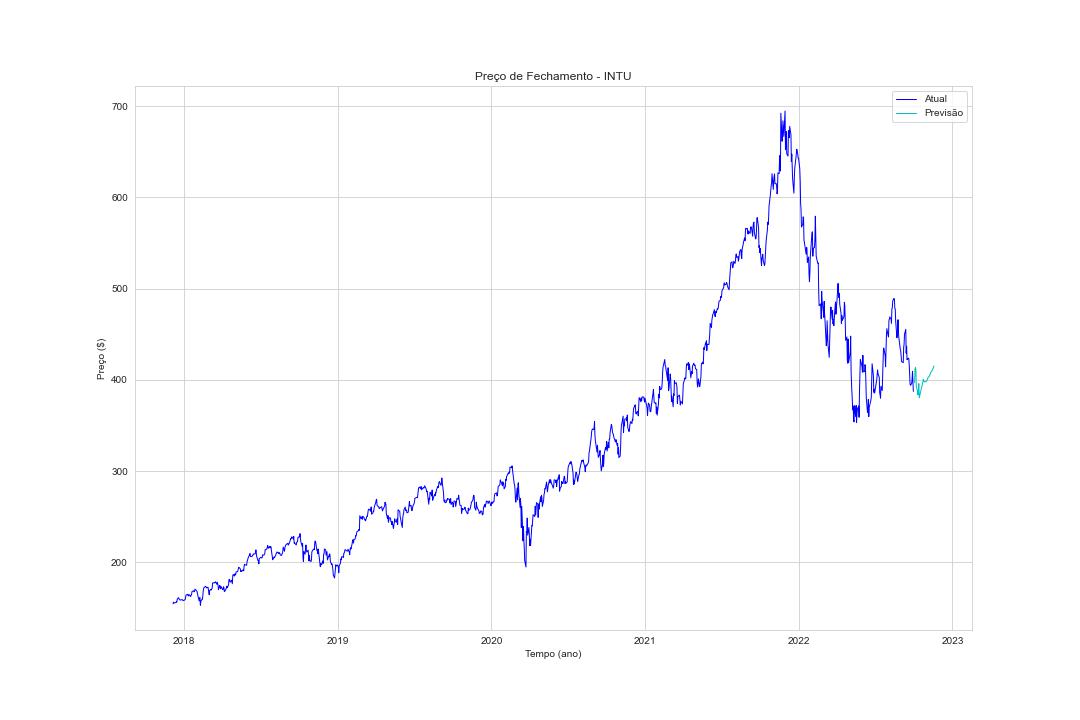 Preço de Fechamento - INTU
Atual
Previsão
700
600
500
400
300
200
Preço ($)
2018
2019
2020
2021
2022
2023
Tempo (ano)